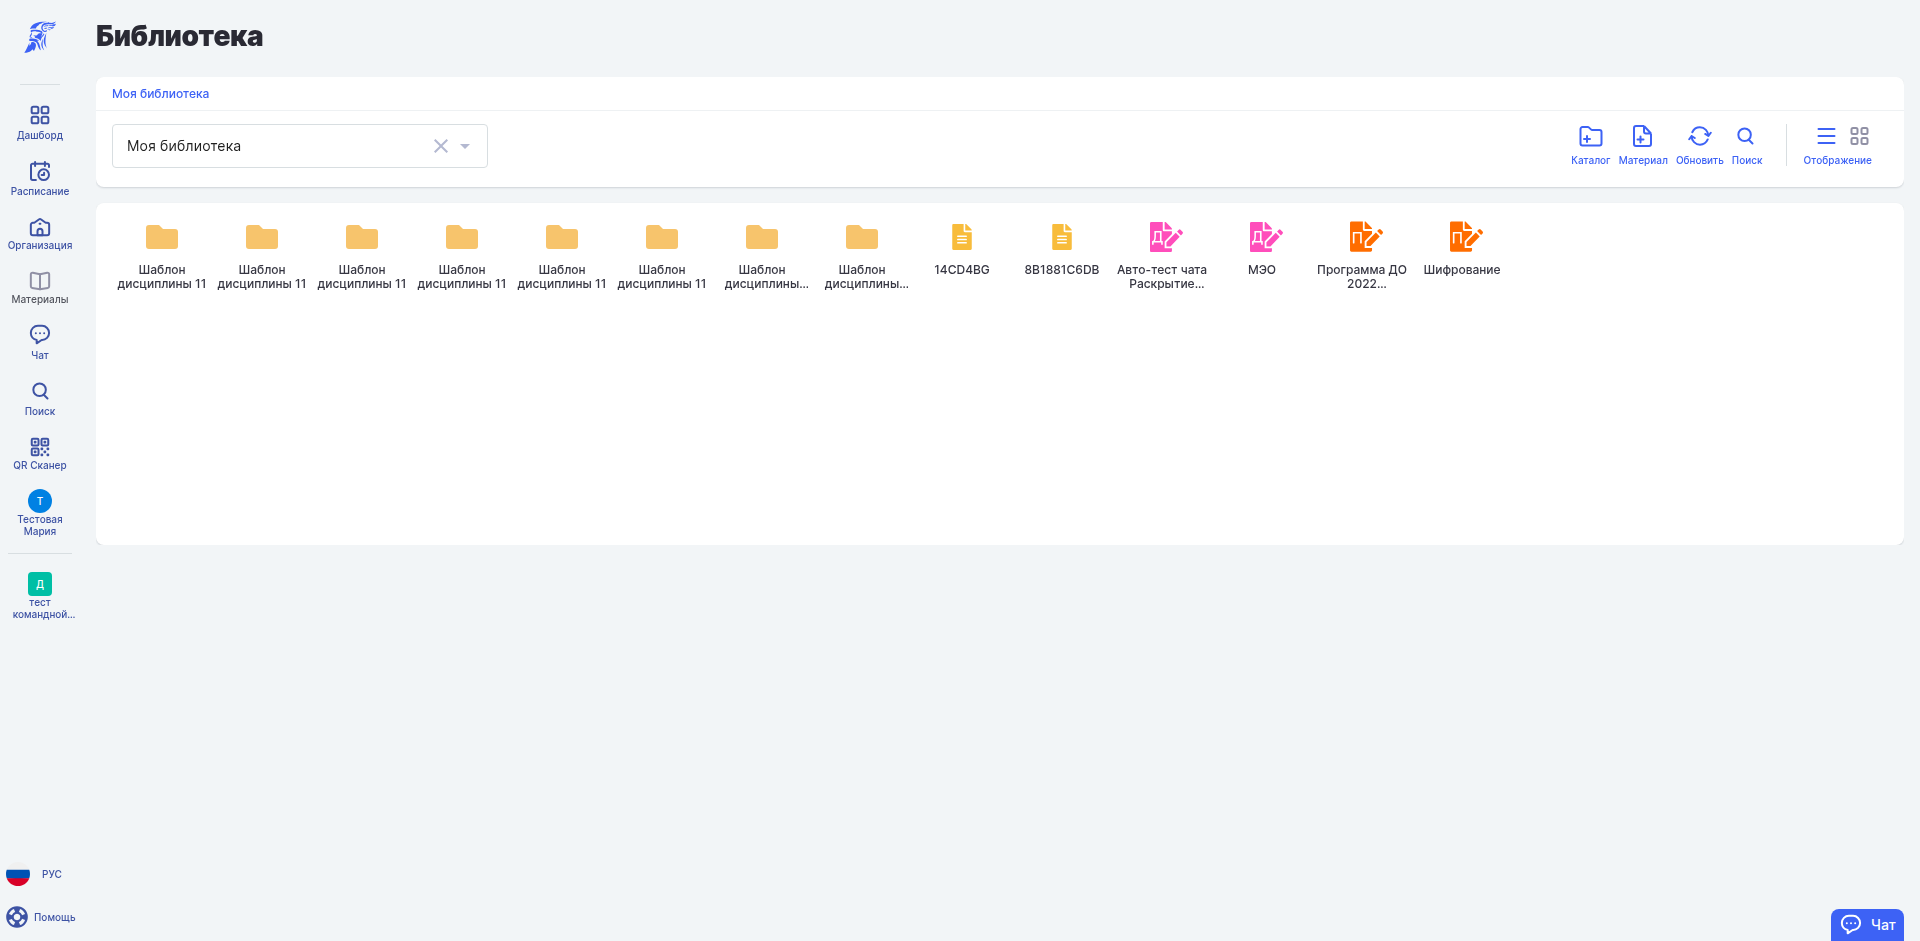 Библиотека
Моя библиотека
Моя библиотека
Каталог
Материал
Обновить
Поиск
Отображение
Дашборд
Расписание
Организация
Материалы
Чат
Поиск
QR Сканер
Т
Тестовая
Мария
Д
тест
командной...
РУС
Помощь
Шаблон
дисциплины 11
Шаблон
дисциплины 11
Шаблон
дисциплины 11
Шаблон
дисциплины 11
Шаблон
дисциплины 11
Шаблон
дисциплины 11
Шаблон
дисциплины...
Шаблон
дисциплины...
14CD4BG
8B1881C6DB
Д
Авто-тест чата
Раскрытие...
Д
МЭО
П
Программа ДО
2022...
П
Шифрование
Чат